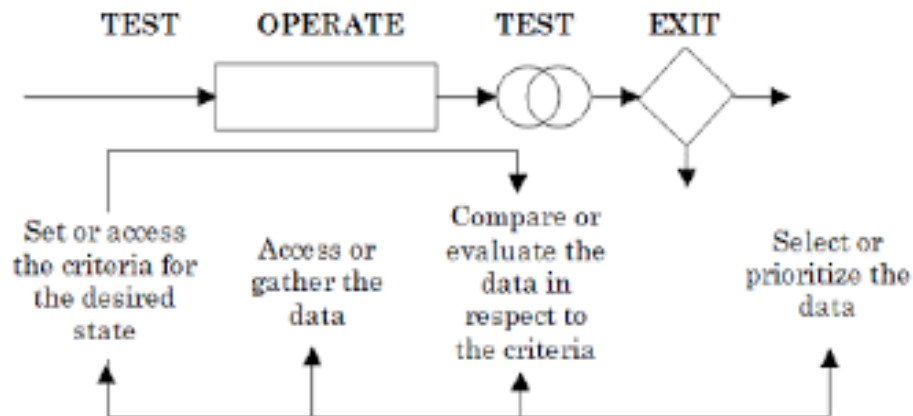 TEST OPERATE TEST EXIT
Set or access
the criteria for
the desired
state
Access or
gather the
data
Compare or
evaluate the
data in
respect to
the criteria
Select or
prioritize the
data